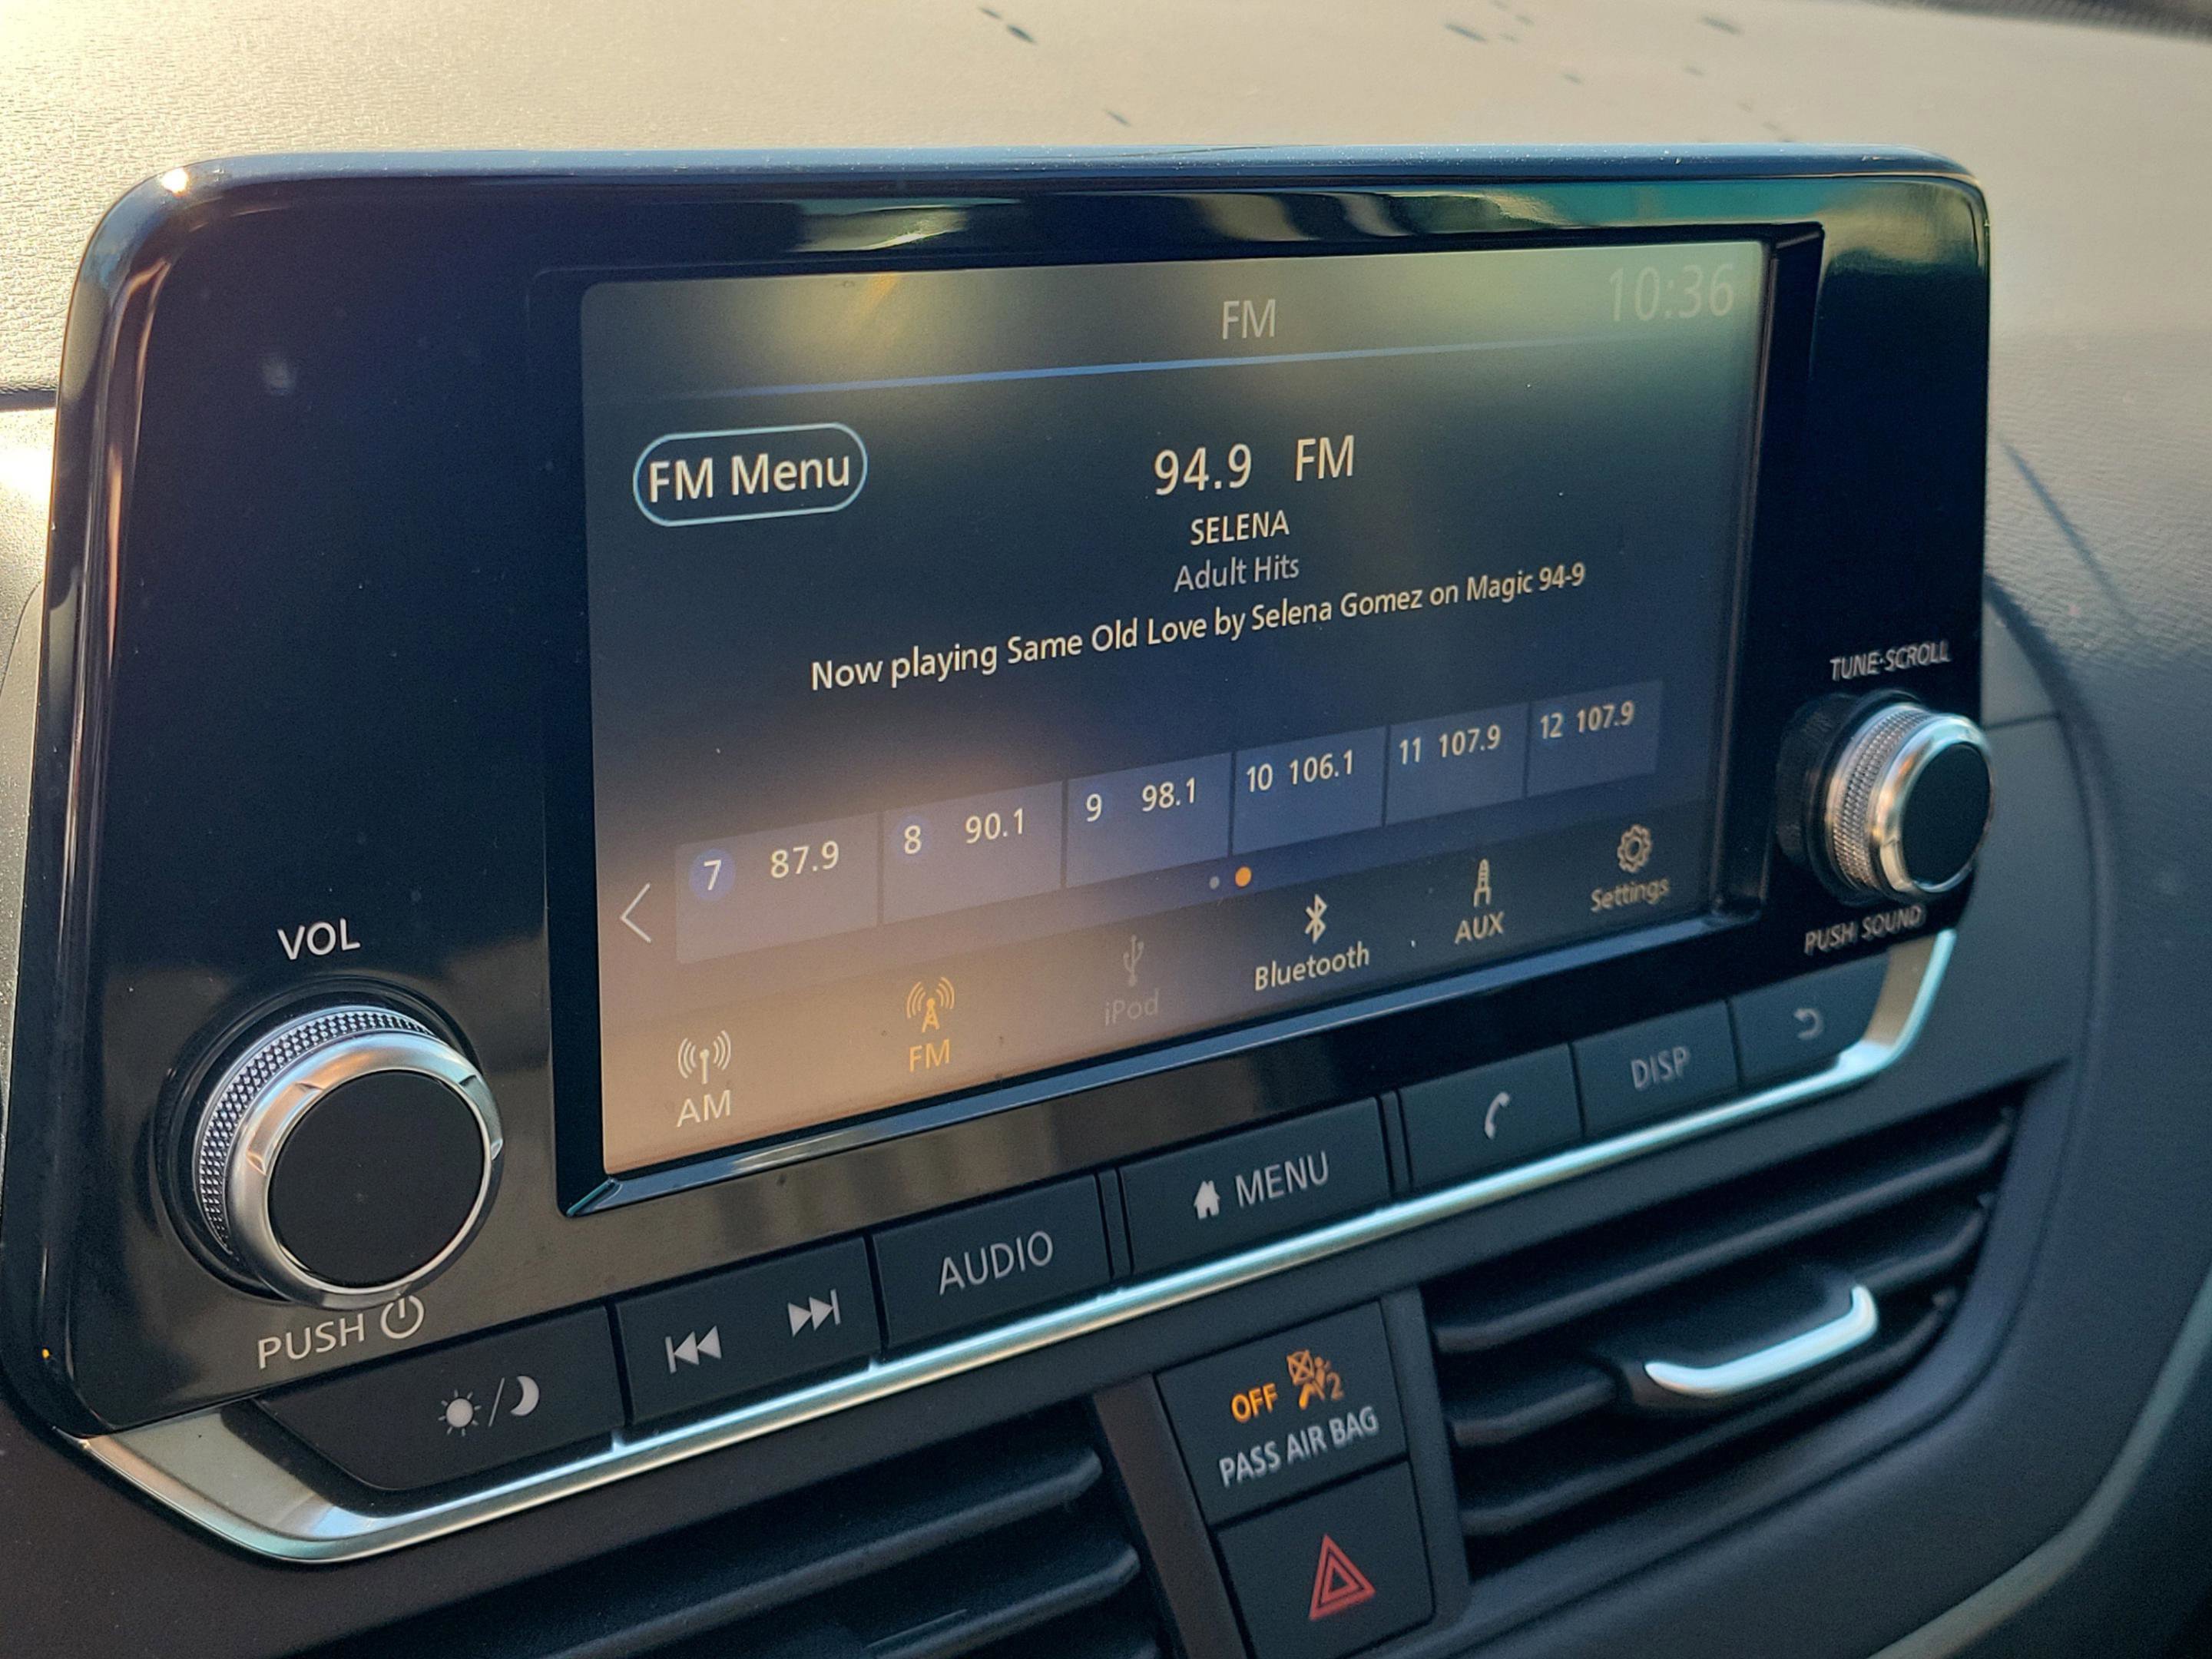 FM
10:36
FM Menu
94.9 FM
SELENA
Adult Hits
Now playing Same Old Love by Selena Gomez on Magic 94-9
7 87.9
8 90.1
9 98.1
10 106.1
11 107.9
12 107.9
AM
FM
iPod
Bluetooth
AUX
Settings
VOL
PUSH
TUNE·SCROLL
PUSH SOUND
AUDIO
MENU
DISP
OFF 2
PASS AIR BAG